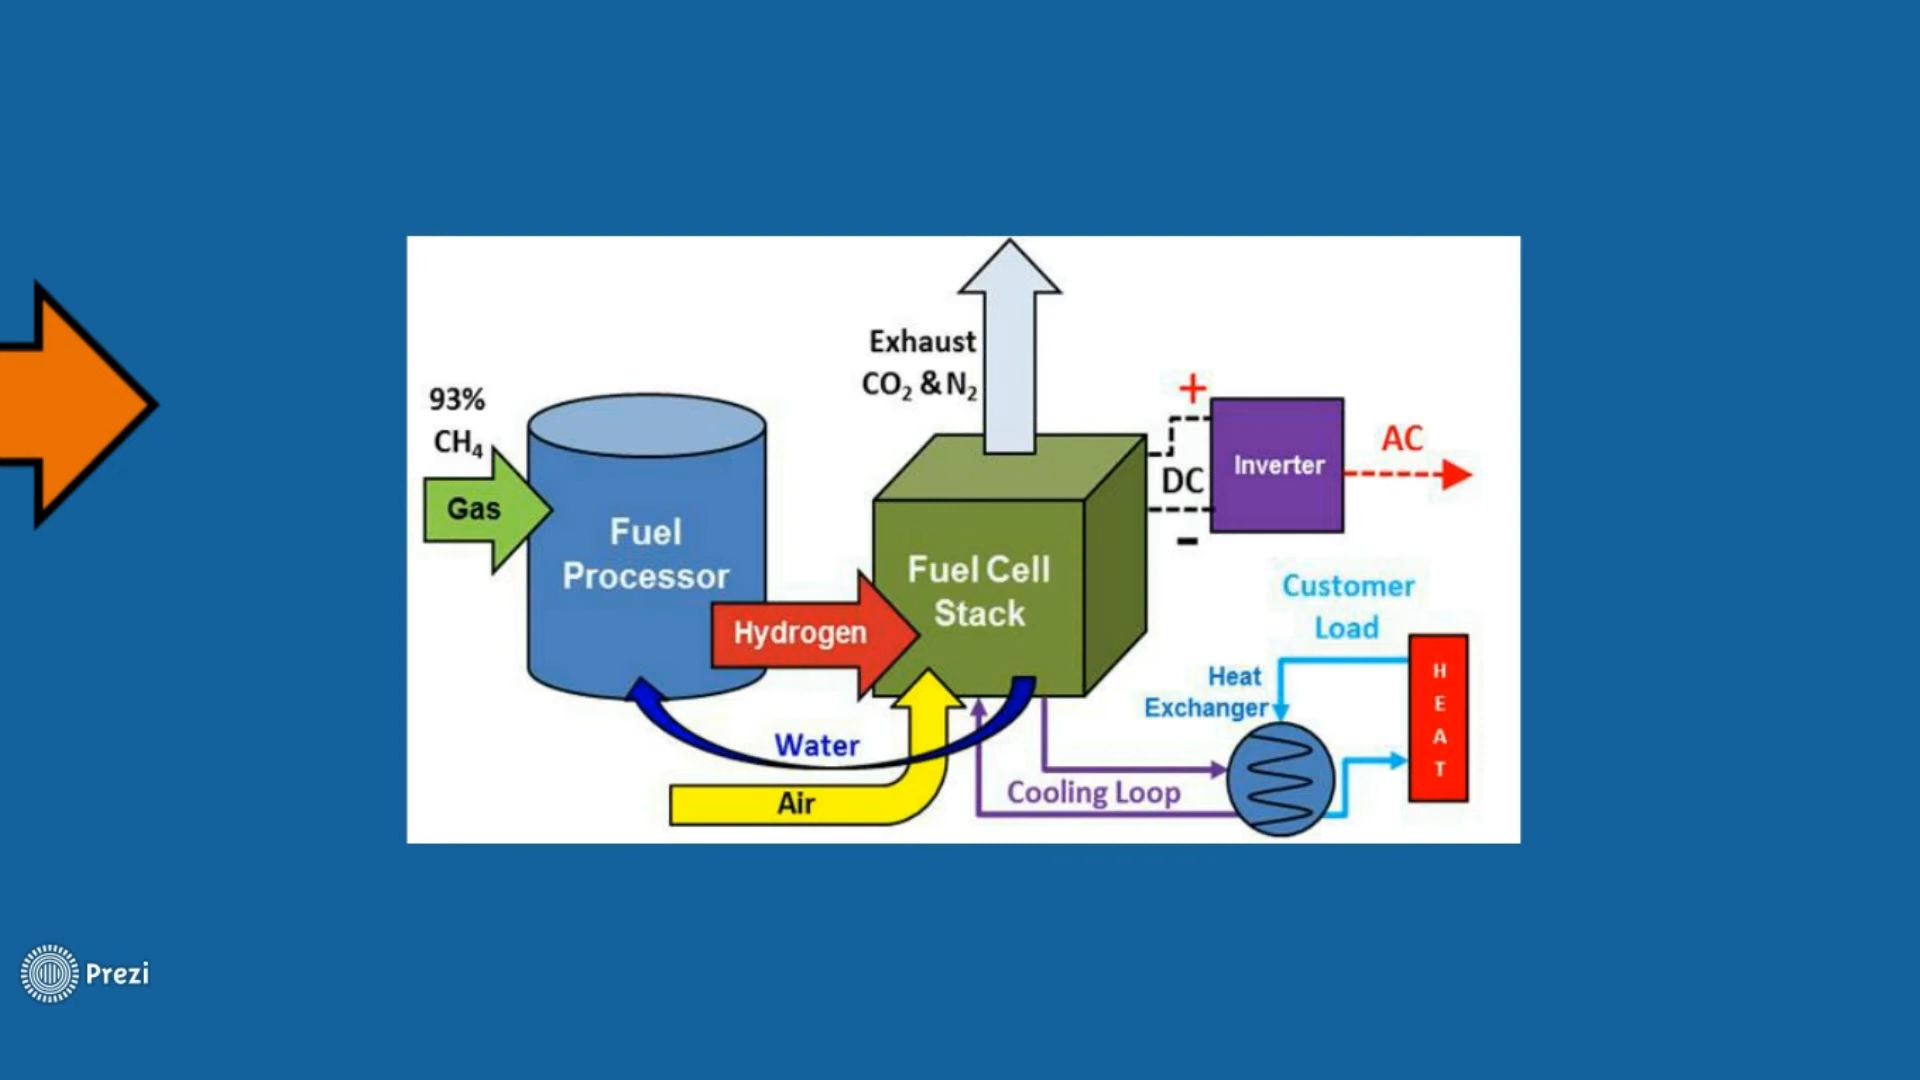 Exhaust
CO₂ & N₂
93%
CH₄
Gas
Fuel
Processor
Hydrogen
Fuel Cell
Stack
+
DC
-
Inverter
AC
Customer
Load
Heat
Exchanger
HEAT
Water
Air
Cooling Loop
Prezi